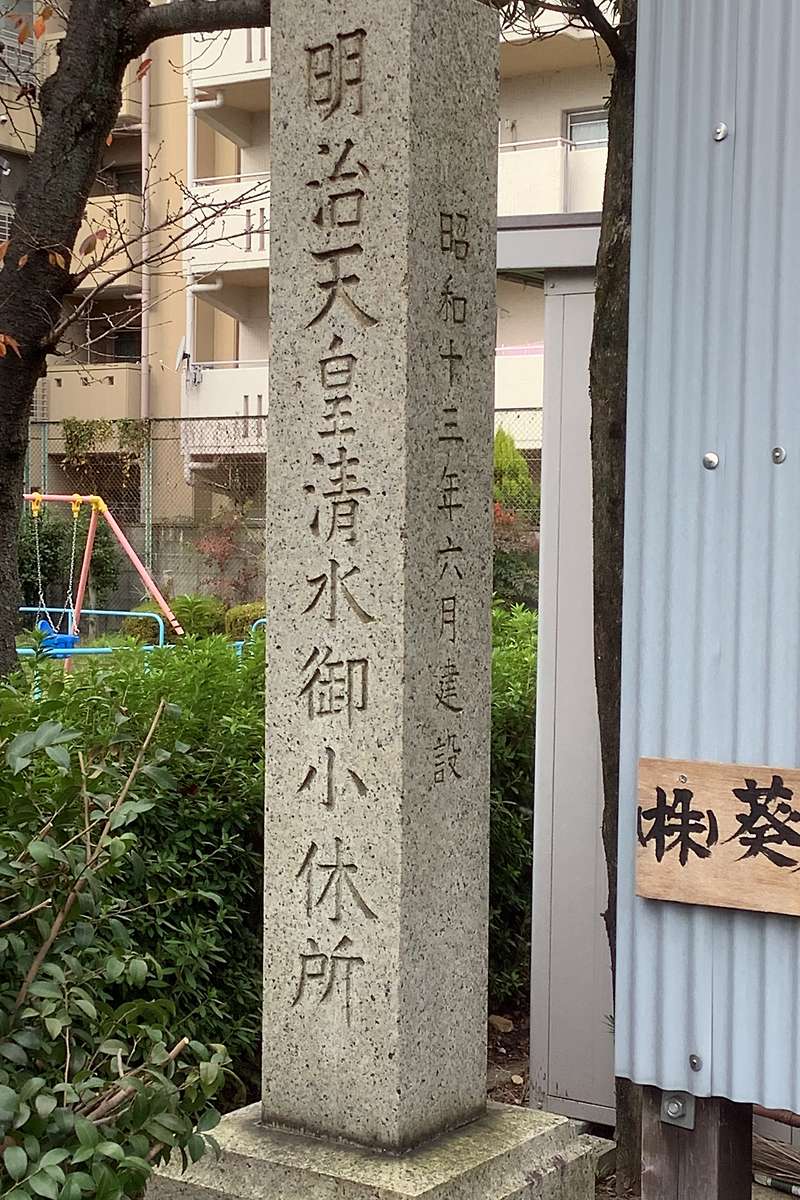 明治天皇清水御小休所
昭和十三年六月建設
(株)葵